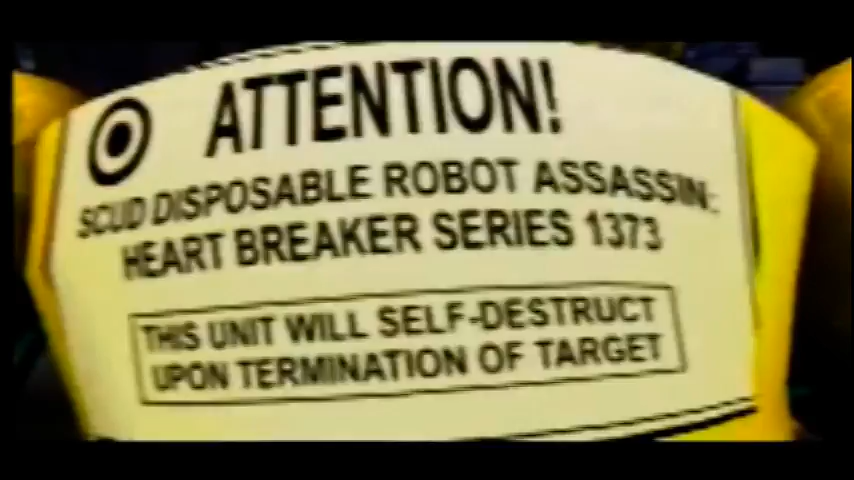 ATTENTION!
SCUD DISPOSABLE ROBOT ASSASSIN:
HEART BREAKER SERIES 1373
THIS UNIT WILL SELF-DESTRUCT
UPON TERMINATION OF TARGET